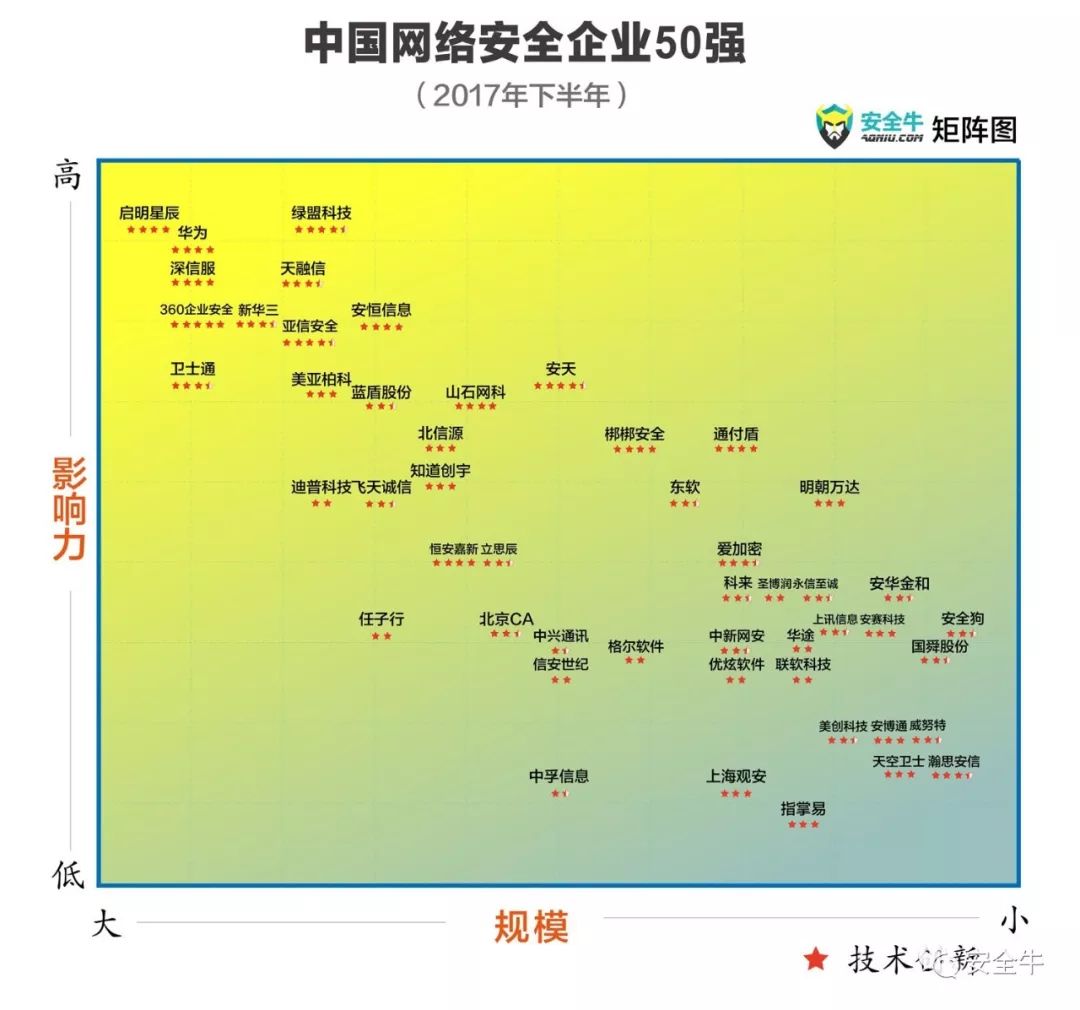 中国网络安全企业50强
(2017年下半年)
安全牛
AQNIU.COM
矩阵图
高
启明星辰
绿盟科技
华为
深信服
天融信
360企业安全 新华三
安恒信息
亚信安全
卫士通
安天
美亚柏科
蓝盾股份
山石网科
北信源
梆梆安全
通付盾
知道创宇
迪普科技 飞天诚信
东软
明朝万达
影响力
恒安嘉新 立思辰
爱加密
科来 圣博润 永信至诚
安华金和
任子行
北京CA
上讯信息 安赛科技
安全狗
中兴通讯
中新网安
华途
格尔软件
国舜股份
信安世纪
优炫软件
联软科技
美创科技 安博通 威努特
天空卫士 瀚思安信
中孚信息
上海观安
指掌易
低
大
规模
小
技术创新
安全牛